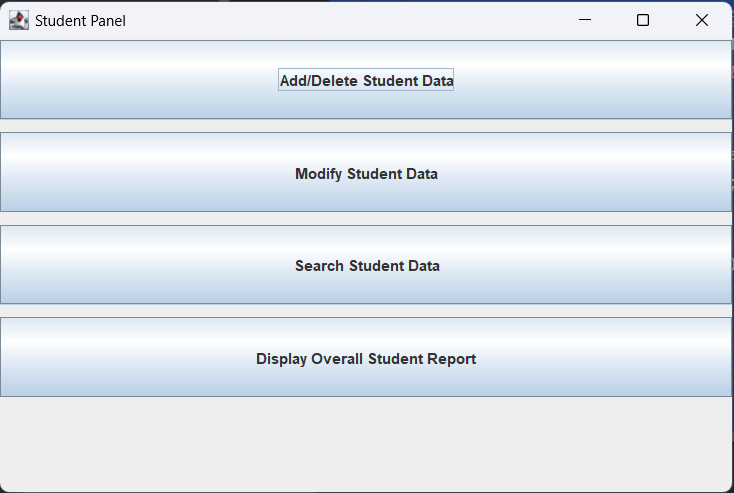 Student Panel
Add/Delete Student Data
Modify Student Data
Search Student Data
Display Overall Student Report